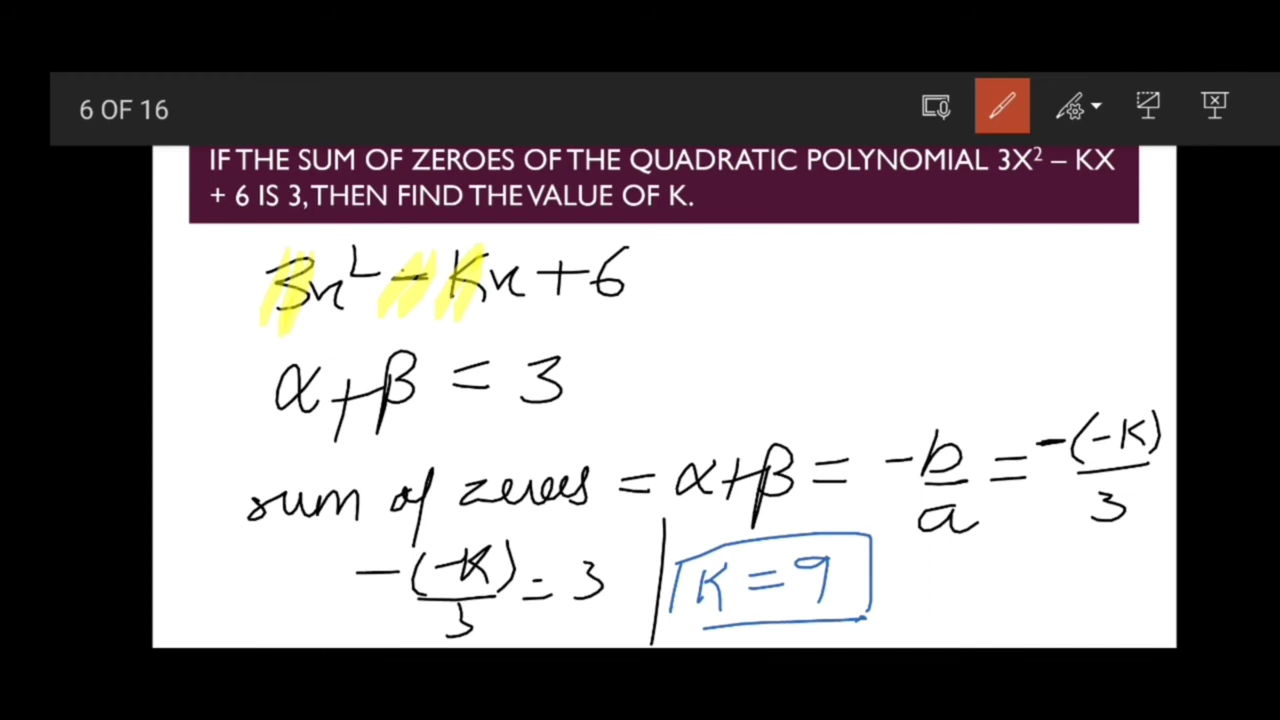 6 OF 16
IF THE SUM OF ZEROES OF THE QUADRATIC POLYNOMIAL 3X² – KX
+ 6 IS 3, THEN FIND THE VALUE OF K.
3x² - Kx + 6
α + β = 3
sum of zeroes = α + β = -b/a = -(-K)/3
-(-K)/3 = 3 | K = 9